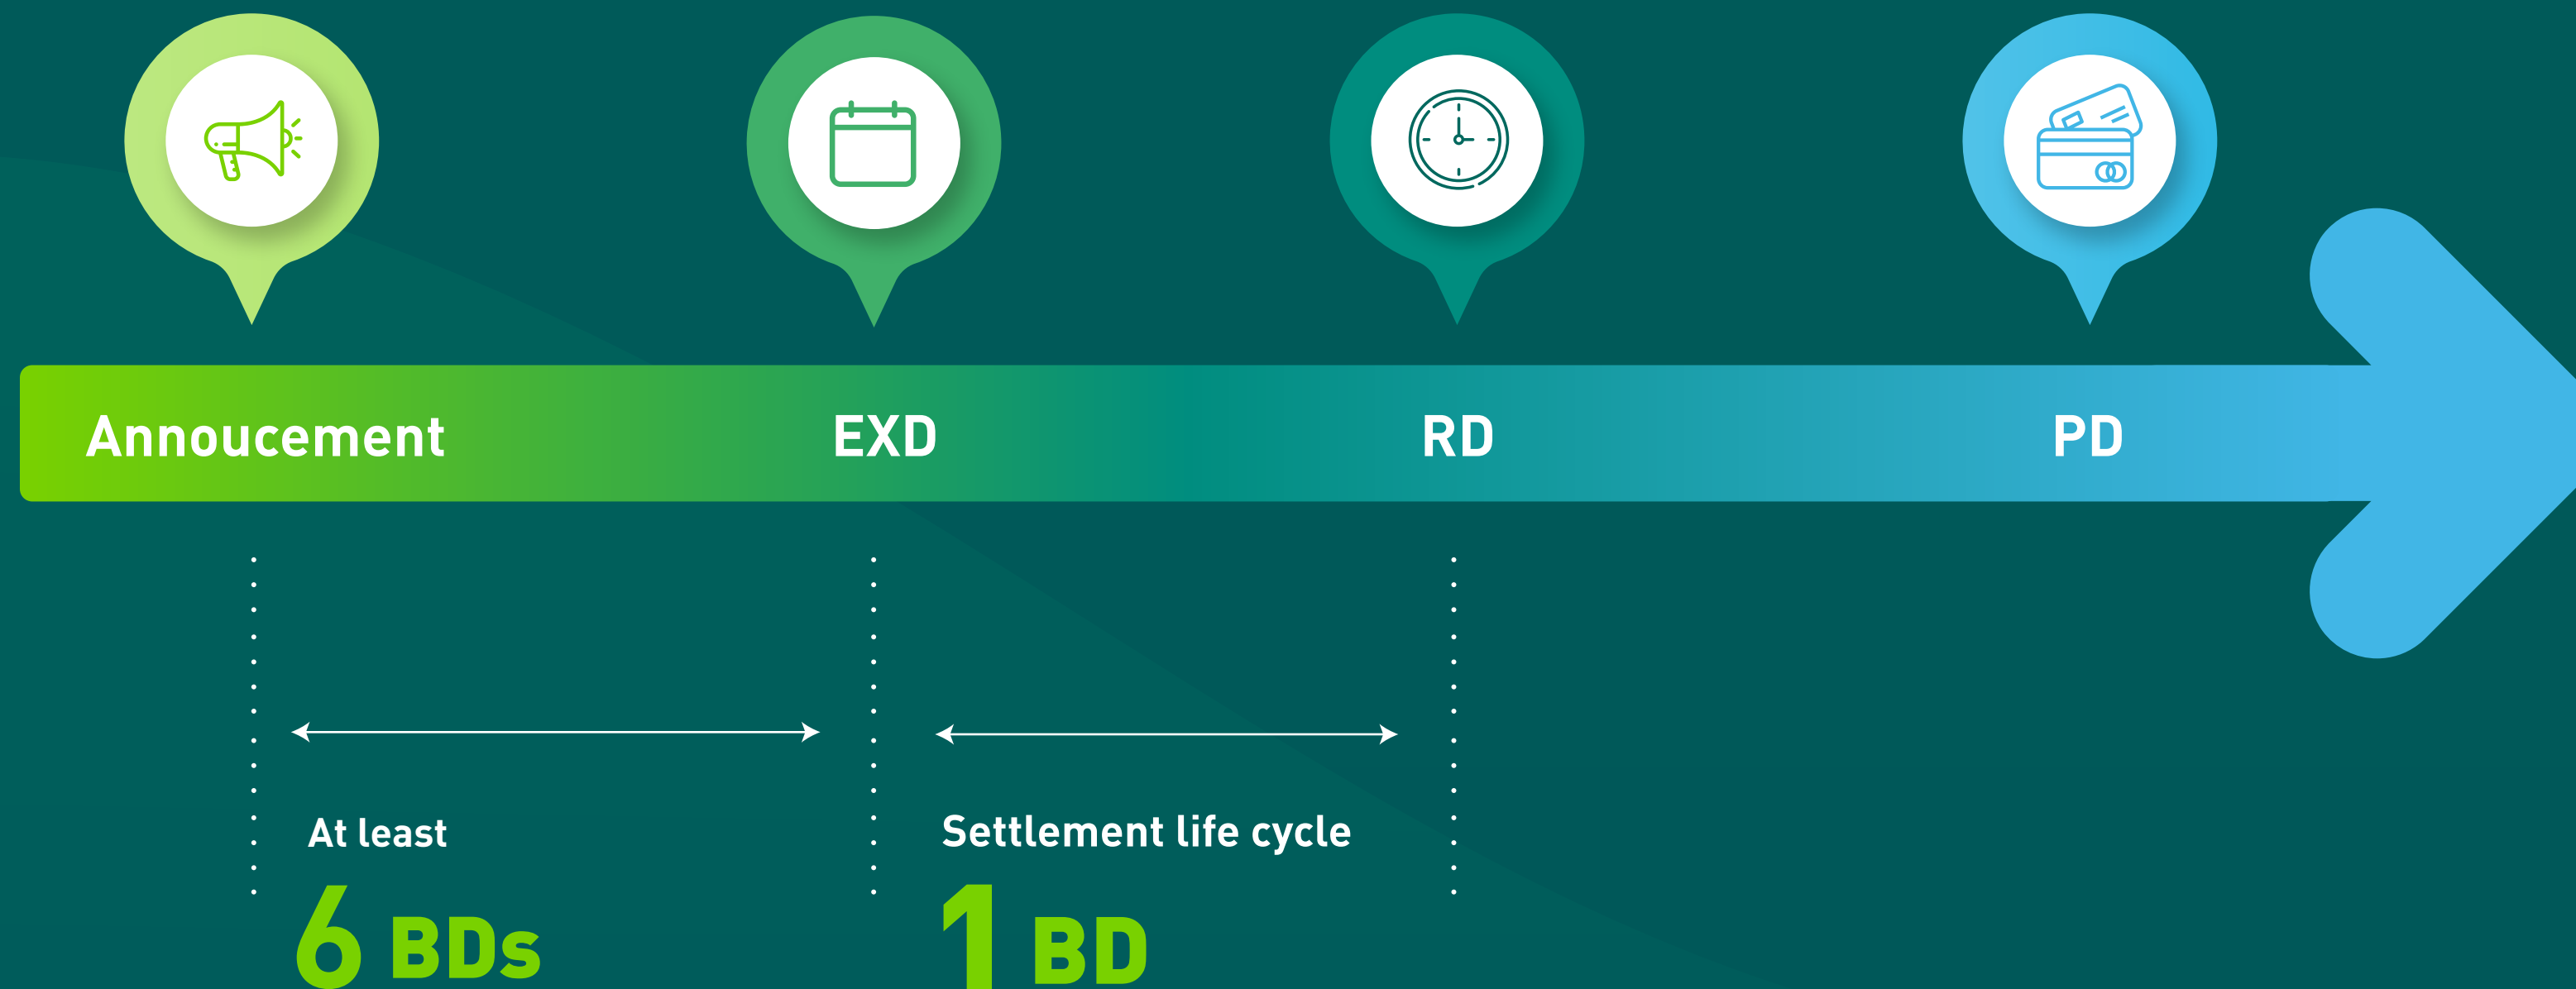 Annoucement EXD RD PD
At least
6 BDs
Settlement life cycle
1 BD